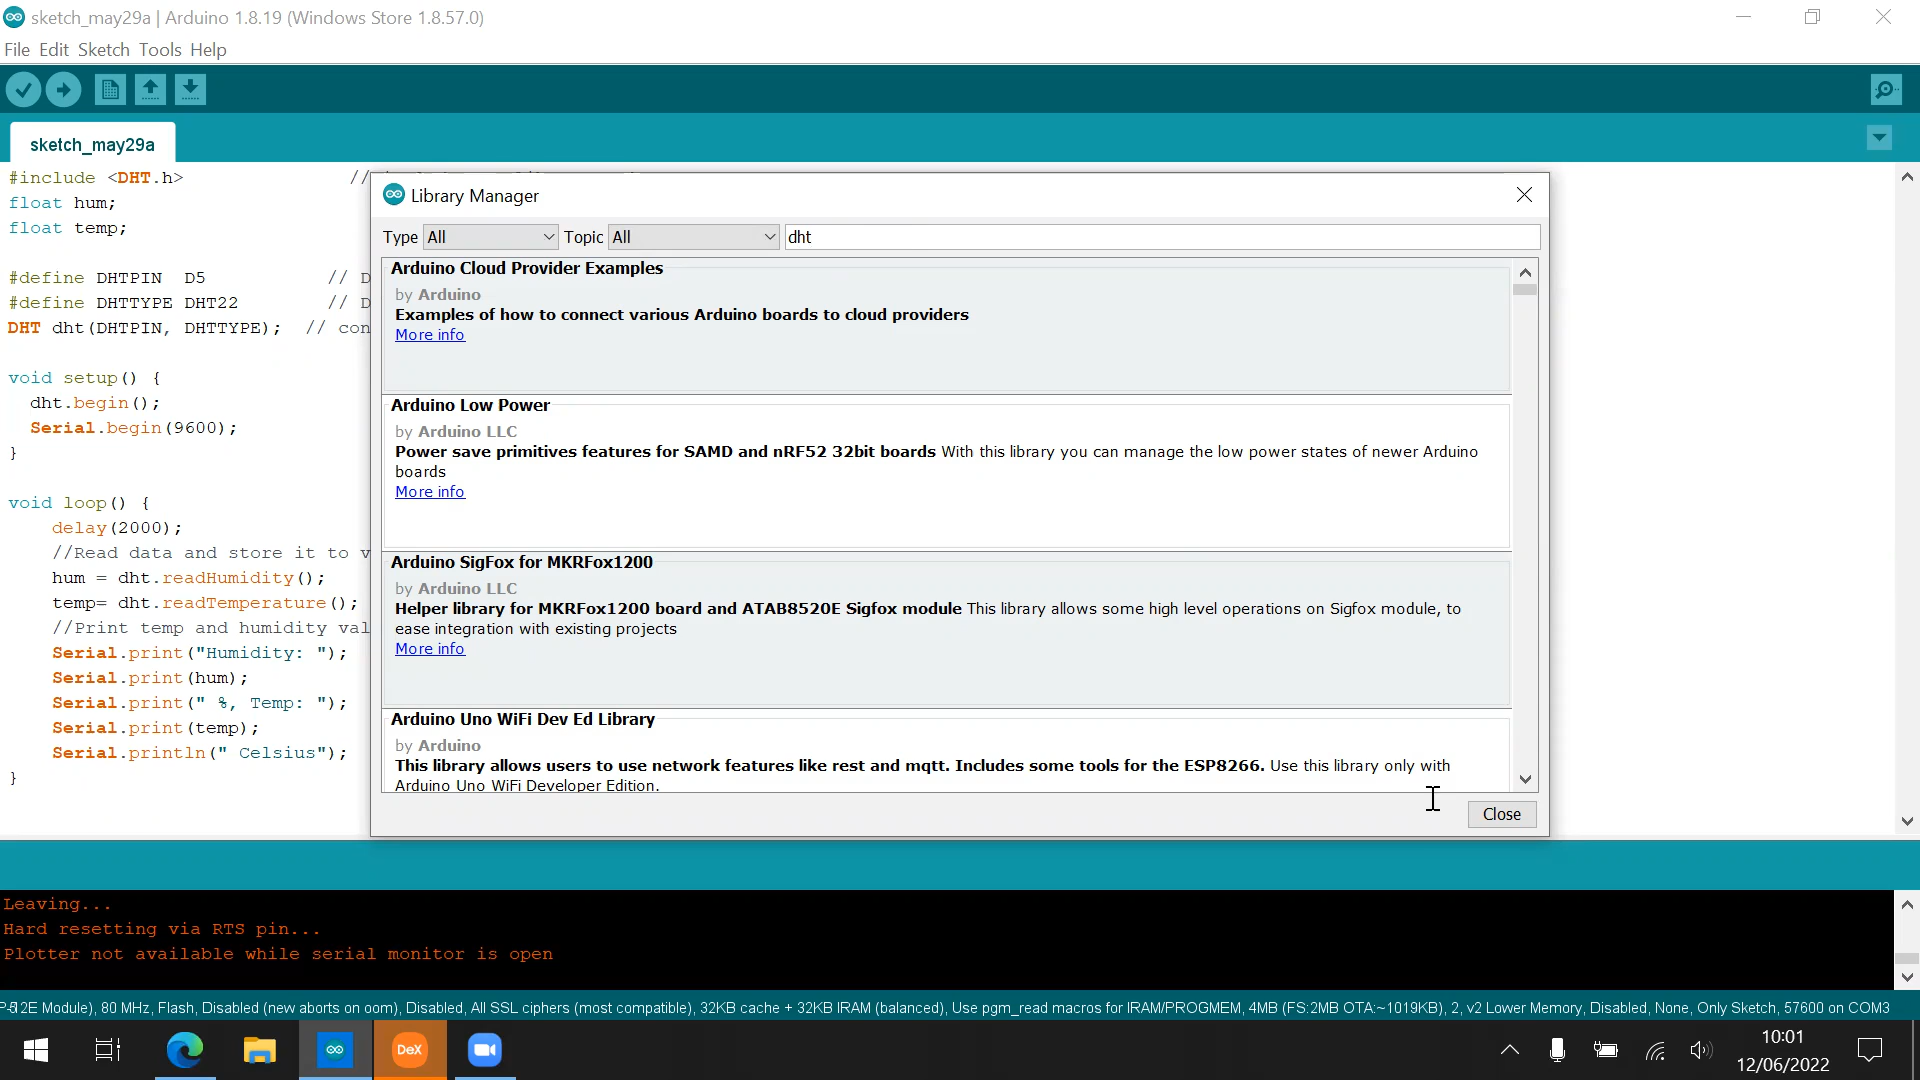 sketch_may29a | Arduino 1.8.19 (Windows Store 1.8.57.0)
File Edit Sketch Tools Help
sketch_may29a
#include <DHT.h> //
float hum;
float temp;
#define DHTPIN D5 // D
#define DHTTYPE DHT22 // D
DHT dht(DHTPIN, DHTTYPE); // con
void setup() {
dht.begin();
Serial.begin(9600);
}
void loop() {
delay(2000);
//Read data and store it to v
hum = dht.readHumidity();
temp= dht.readTemperature();
//Print temp and humidity val
Serial.print("Humidity: ");
Serial.print(hum);
Serial.print(" %, Temp: ");
Serial.print(temp);
Serial.println(" Celsius");
}
Library Manager
Type All Topic All dht
Arduino Cloud Provider Examples
by Arduino
Examples of how to connect various Arduino boards to cloud providers
More info
Arduino Low Power
by Arduino LLC
Power save primitives features for SAMD and nRF52 32bit boards With this library you can manage the low power states of newer Arduino
boards
More info
Arduino SigFox for MKRFox1200
by Arduino LLC
Helper library for MKRFox1200 board and ATAB8520E Sigfox module This library allows some high level operations on Sigfox module, to
ease integration with existing projects
More info
Arduino Uno WiFi Dev Ed Library
by Arduino
This library allows users to use network features like rest and mqtt. Includes some tools for the ESP8266. Use this library only with
Arduino Uno WiFi Developer Edition.
Close
Leaving...
Hard resetting via RTS pin...
Plotter not available while serial monitor is open
12E Module), 80 MHz, Flash, Disabled (new aborts on oom), Disabled, All SSL ciphers (most compatible), 32KB cache + 32KB IRAM (balanced), Use pgm_read macros for IRAM/PROGMEM, 4MB (FS:2MB OTA:~1019KB), 2, v2 Lower Memory, Disabled, None, Only Sketch, 57600 on COM3
DeX
10:01
12/06/2022